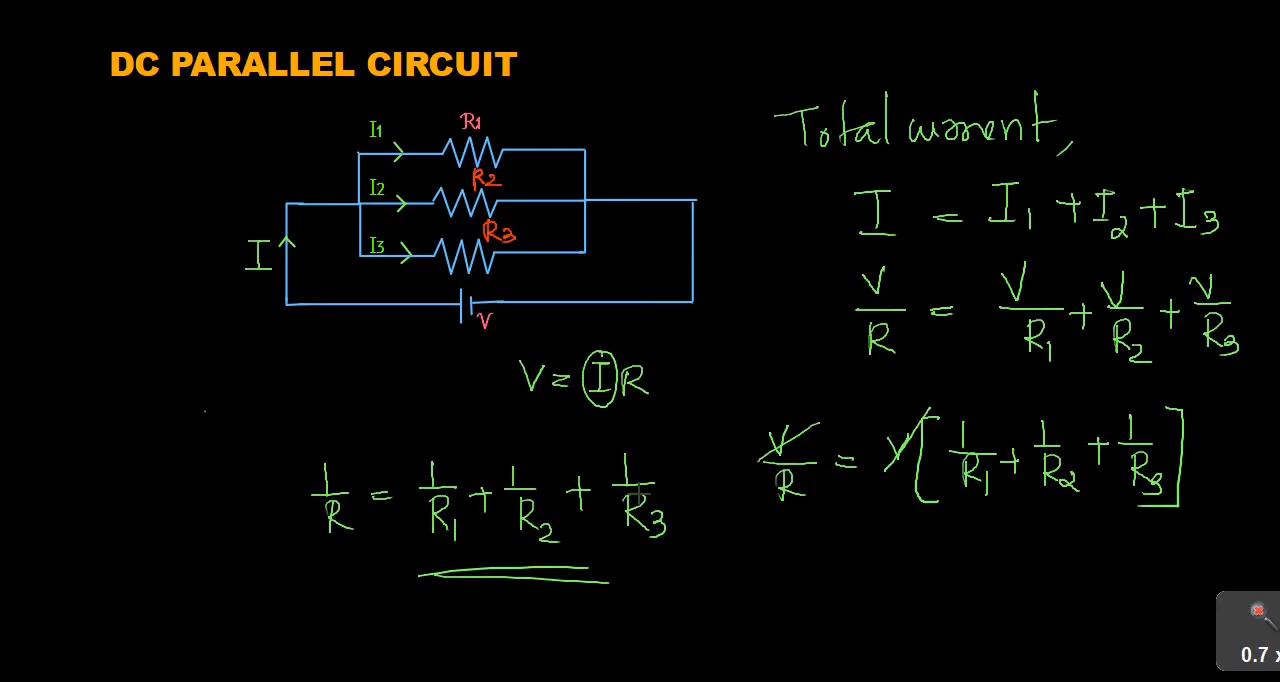 DC PARALLEL CIRCUIT
I1
R1
I2
R2
I3
R3
I
V
V = I R
1/R = 1/R1 + 1/R2 + 1/R3
Total current,
I = I1 + I2 + I3
V/R = V/R1 + V/R2 + V/R3
V/R = V [ 1/R1 + 1/R2 + 1/R3 ]
0.7 x